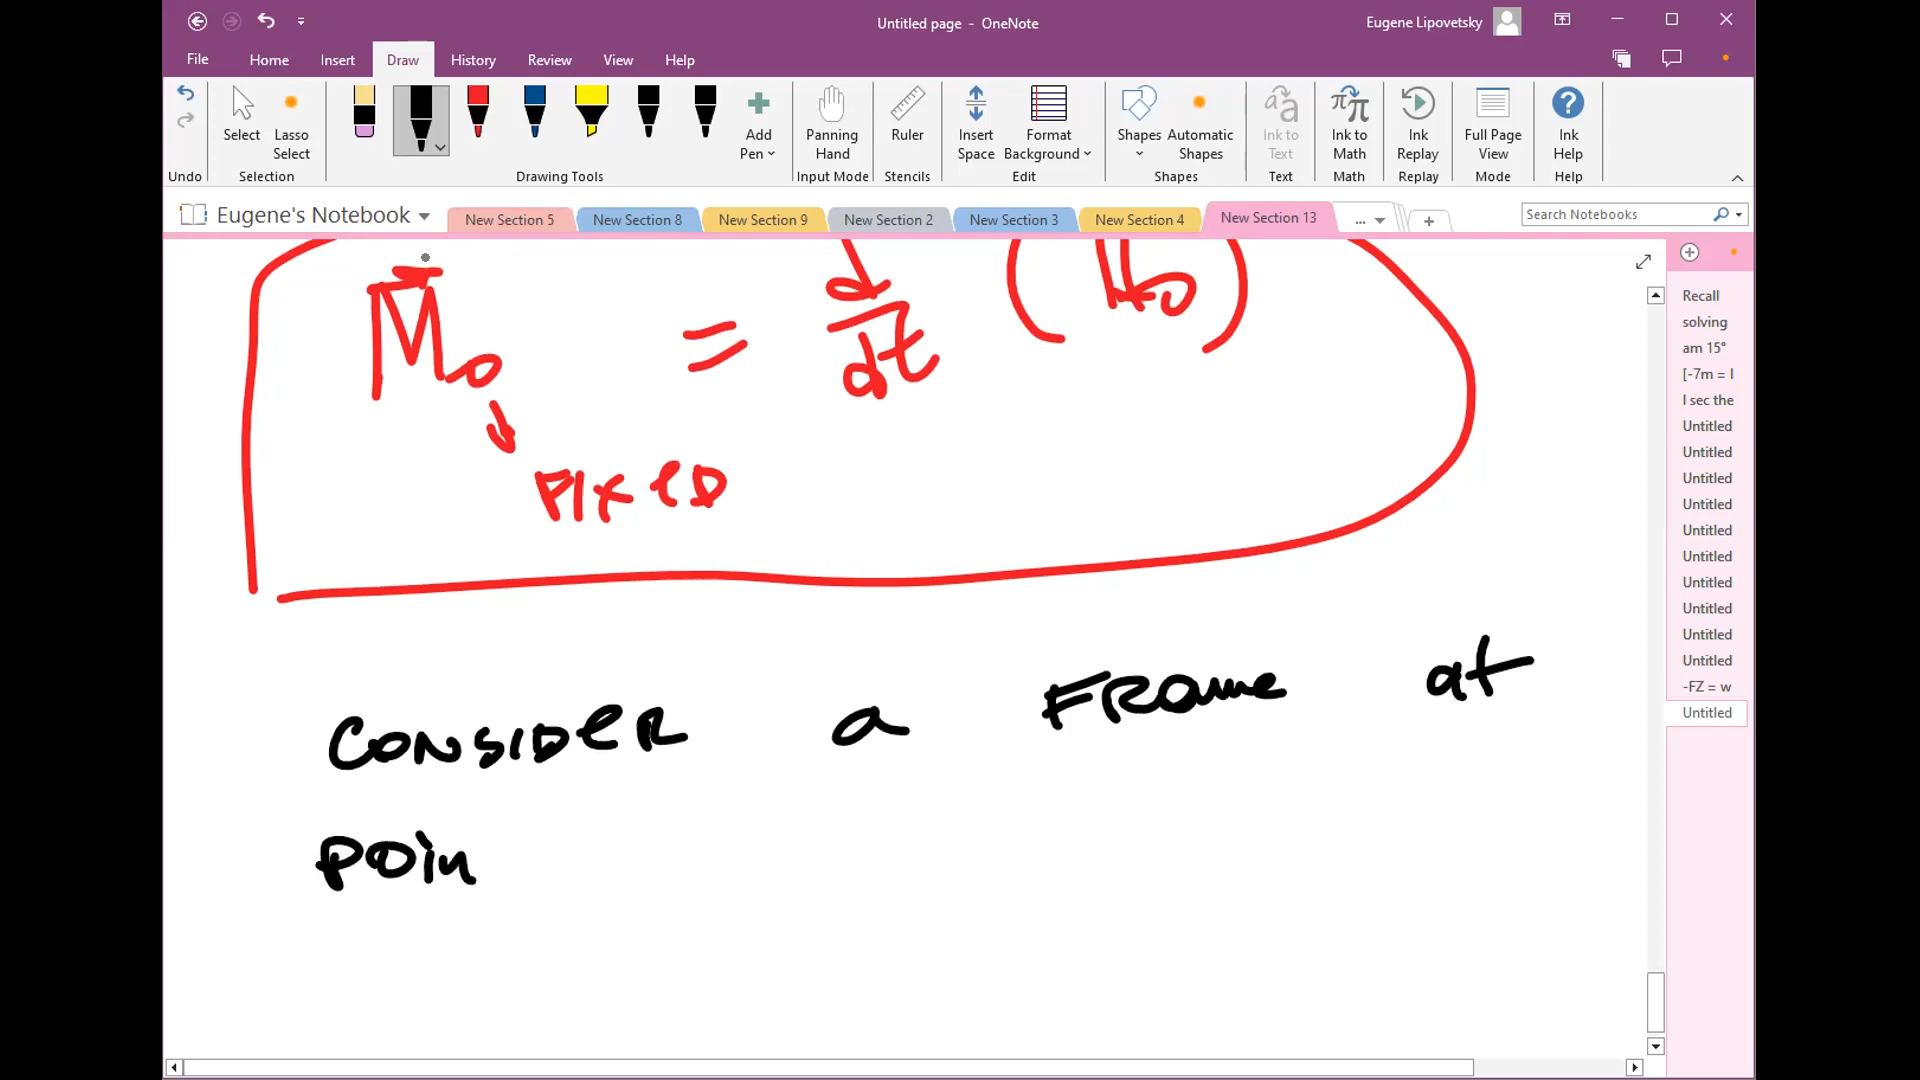 Untitled page - OneNote
Eugene Lipovetsky
File Home Insert Draw History Review View Help
Select
Lasso Select
Add Pen
Panning Hand
Ruler
Insert Space
Format Background
Shapes
Automatic Shapes
Ink to Text
Ink to Math
Ink Replay
Full Page View
Ink Help
Undo Selection Drawing Tools Input Mode Stencils Edit Shapes Text Math Replay Mode Help
Eugene's Notebook
New Section 5 New Section 8 New Section 9 New Section 2 New Section 3 New Section 4 New Section 13 ...
Search Notebooks
M o = d/dt (H o)
FIXED
CONSIDER a FRame at
POin
Recall
solving
am 15°
[-7m = I
I sec the
Untitled
Untitled
Untitled
Untitled
Untitled
Untitled
Untitled
Untitled
Untitled
Untitled
-FZ = w
Untitled